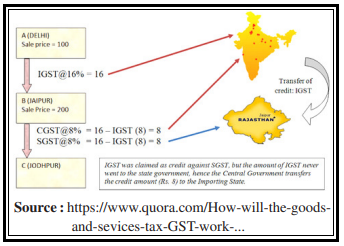 A (DELHI)
Sale price = 100
IGST@16% = 16
Transfer of
credit: IGST
B (JAIPUR)
Sale price = 200
RAJASTHAN
CGST@8% = 16 – IGST (8) = 8
SGST@8% = 16 – IGST (8) = 8
C (JODHPUR)
IGST was claimed as credit against SGST, but the amount of IGST never
went to the state government, hence the Central Government transfers
the credit amount (Rs. 8) to the Importing State.
Source : https://www.quora.com/How-will-the-goods-
and-sevices-tax-GST-work-...